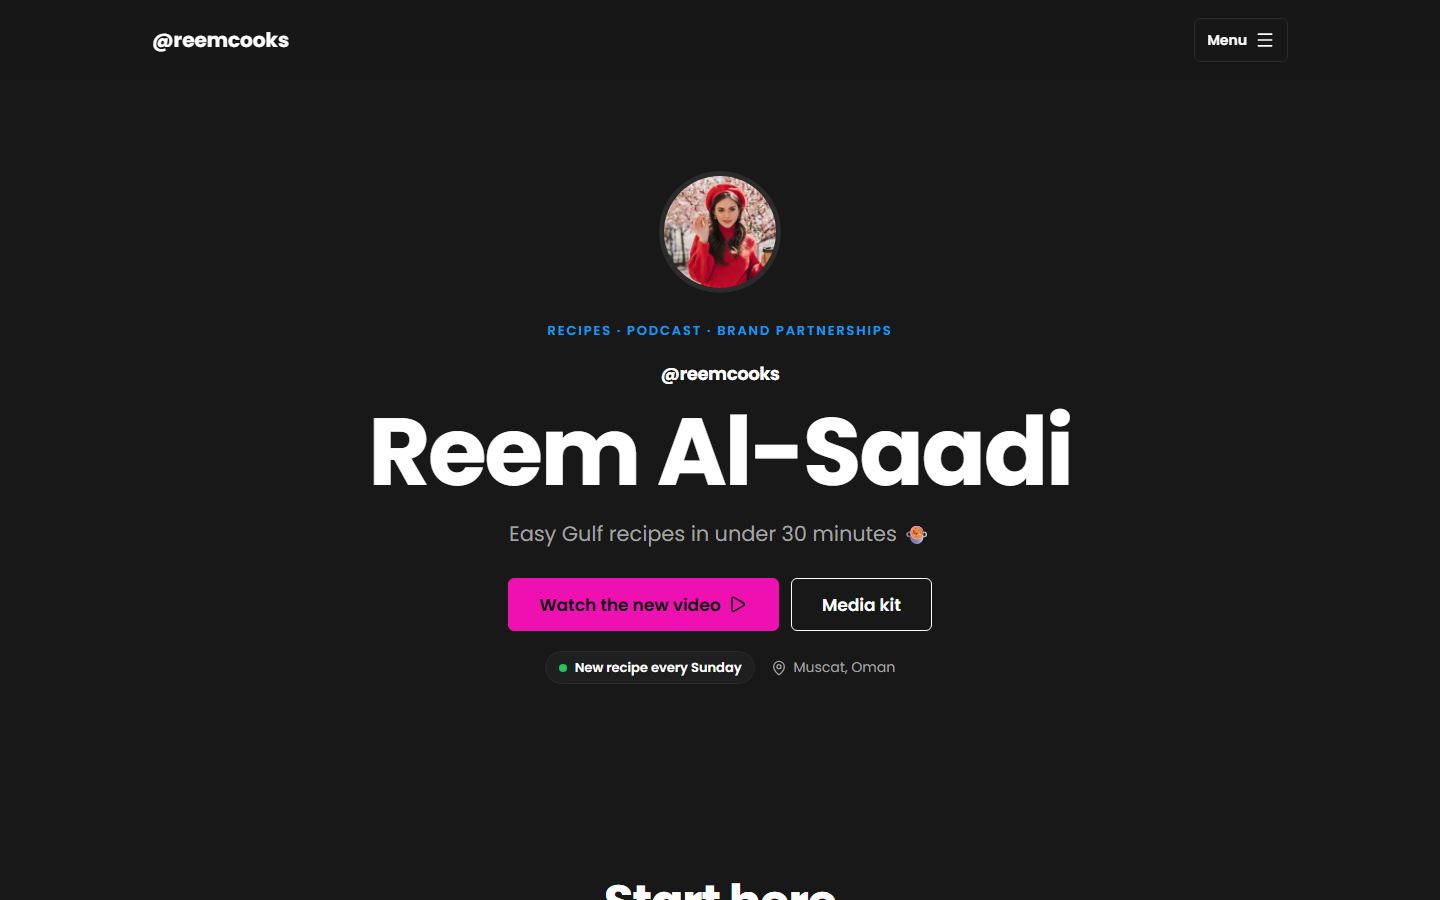 @reemcooks
Menu
RECIPES · PODCAST · BRAND PARTNERSHIPS
@reemcooks
Reem Al-Saadi
Easy Gulf recipes in under 30 minutes
Watch the new video
Media kit
New recipe every Sunday
Muscat, Oman
Start here